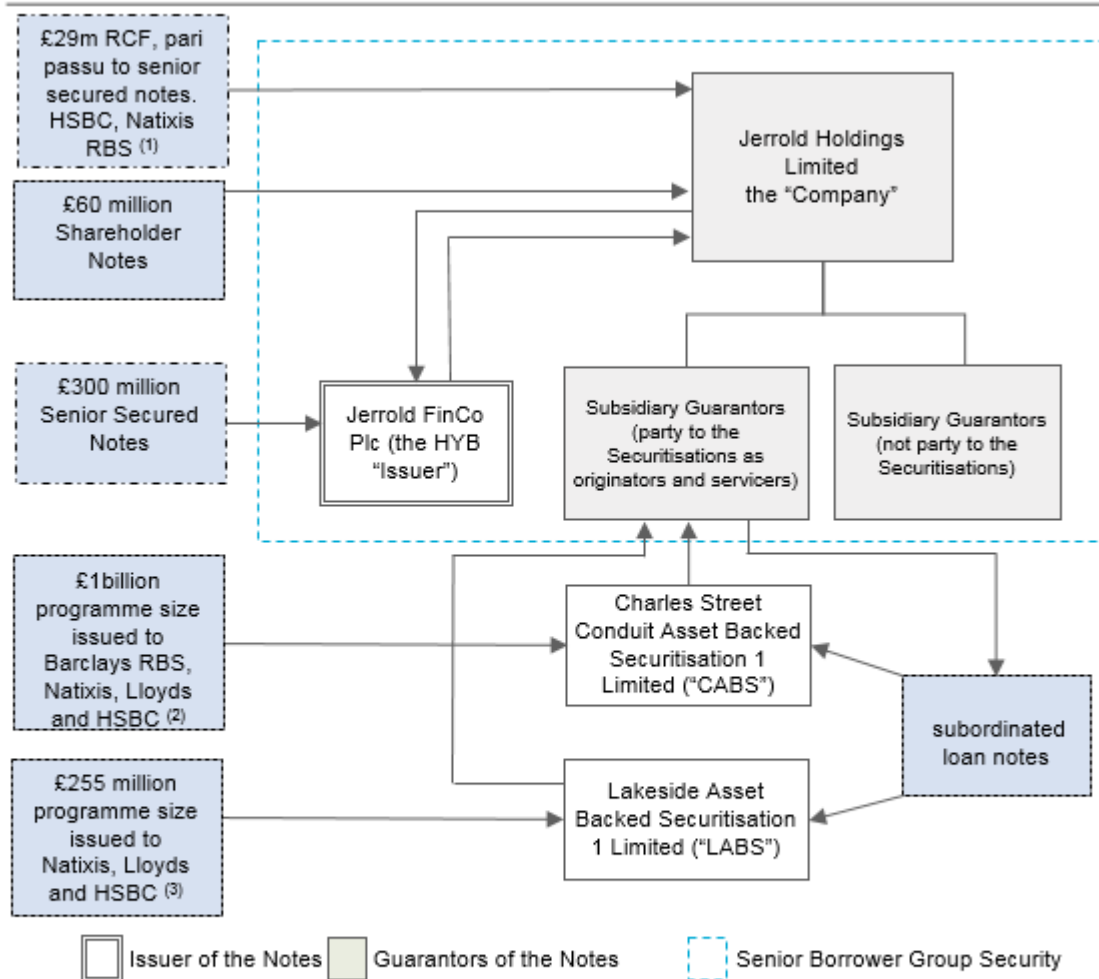 £29m RCF, pari
passu to senior
secured notes.
HSBC, Natixis
RBS (1)
£60 million
Shareholder
Notes
£300 million
Senior Secured
Notes
£1billion
programme size
issued to
Barclays RBS,
Natixis, Lloyds
and HSBC (2)
£255 million
programme size
issued to
Natixis, Lloyds
and HSBC (3)
Jerrold Holdings
Limited
the “Company”
Jerrold FinCo
Plc (the HYB
“Issuer”)
Subsidiary Guarantors
(party to the
Securitisations as
originators and servicers)
Subsidiary Guarantors
(not party to the
Securitisations)
Charles Street
Conduit Asset Backed
Securitisation 1
Limited (“CABS”)
subordinated
loan notes
Lakeside Asset
Backed Securitisation
1 Limited (“LABS”)
Issuer of the Notes
Guarantors of the Notes
Senior Borrower Group Security